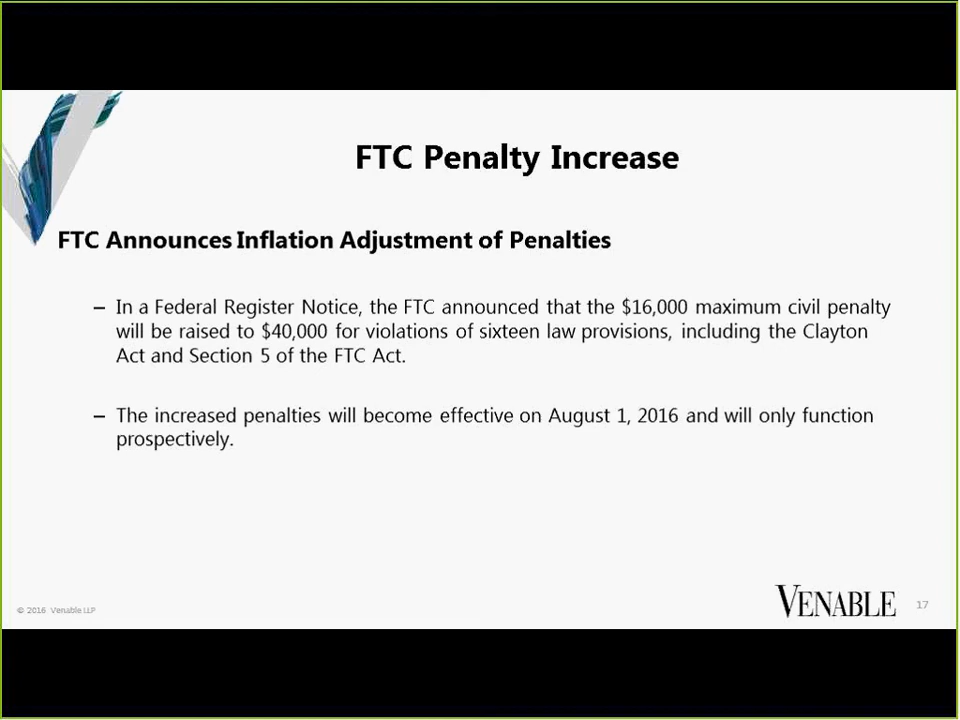 FTC Penalty Increase
FTC Announces Inflation Adjustment of Penalties
– In a Federal Register Notice, the FTC announced that the $16,000 maximum civil penalty
will be raised to $40,000 for violations of sixteen law provisions, including the Clayton
Act and Section 5 of the FTC Act.
– The increased penalties will become effective on August 1, 2016 and will only function
prospectively.
© 2016 Venable LLP
VENABLE
17